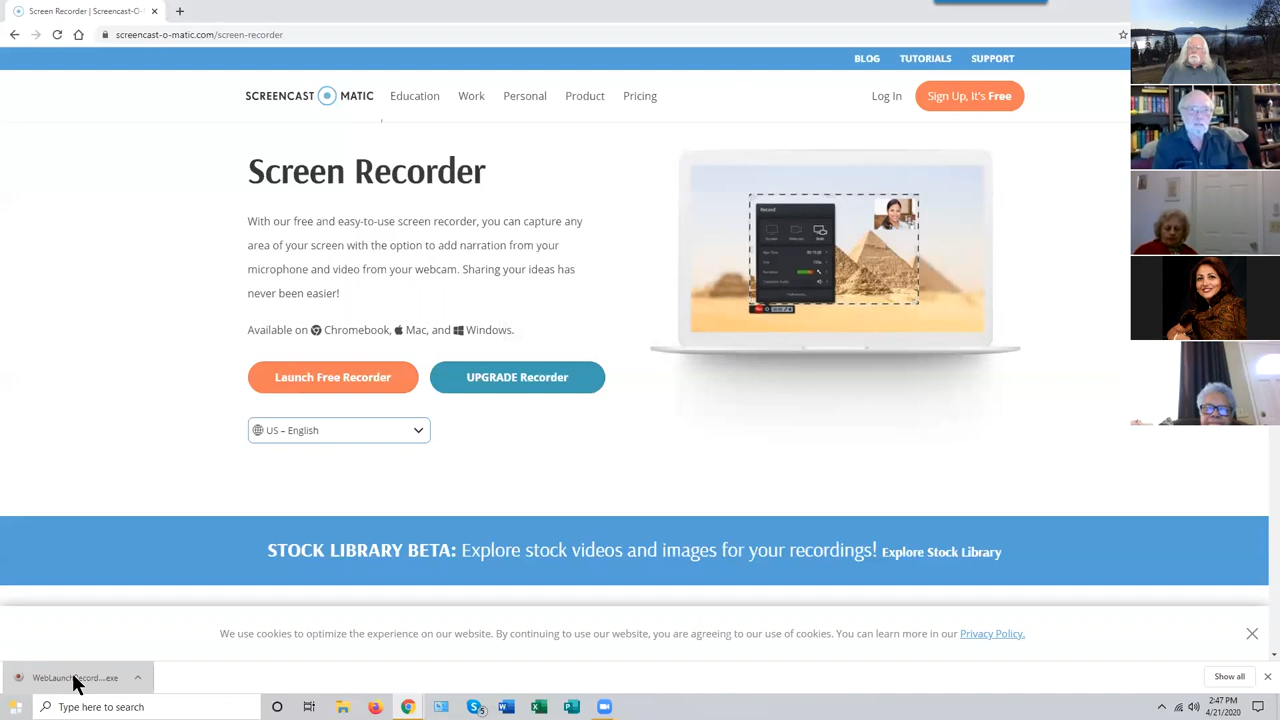 Screen Recorder | Screencast-O-
screencast-o-matic.com/screen-recorder
BLOG TUTORIALS SUPPORT
SCREENCAST MATIC Education Work Personal Product Pricing Log In Sign Up, It's Free
Screen Recorder
With our free and easy-to-use screen recorder, you can capture any
area of your screen with the option to add narration from your
microphone and video from your webcam. Sharing your ideas has
never been easier!
Available on Chromebook, Mac, and Windows.
Record
Launch Free Recorder UPGRADE Recorder
US – English
STOCK LIBRARY BETA: Explore stock videos and images for your recordings! Explore Stock Library
We use cookies to optimize the experience on our website. By continuing to use our website, you are agreeing to our use of cookies. You can learn more in our Privacy Policy.
WebLaunchRecord....exe Show all
Type here to search 5 2:47 PM
4/21/2020